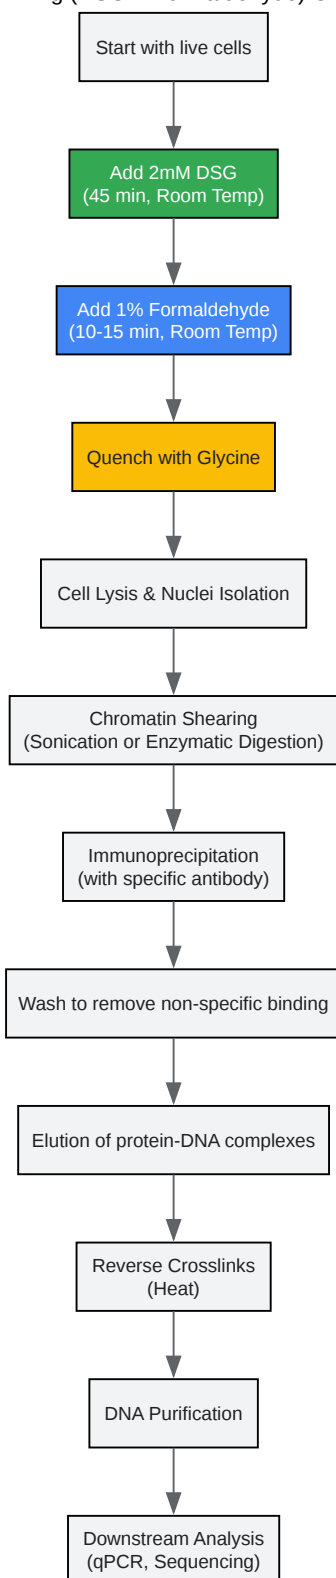 Start with live cells
Add 2mM DSG
(45 min, Room Temp)
Add 1% Formaldehyde
(10-15 min, Room Temp)
Quench with Glycine
Cell Lysis & Nuclei Isolation
Chromatin Shearing
(Sonication or Enzymatic Digestion)
Immunoprecipitation
(with specific antibody)
Wash to remove non-specific binding
Elution of protein-DNA complexes
Reverse Crosslinks
(Heat)
DNA Purification
Downstream Analysis
(qPCR, Sequencing)